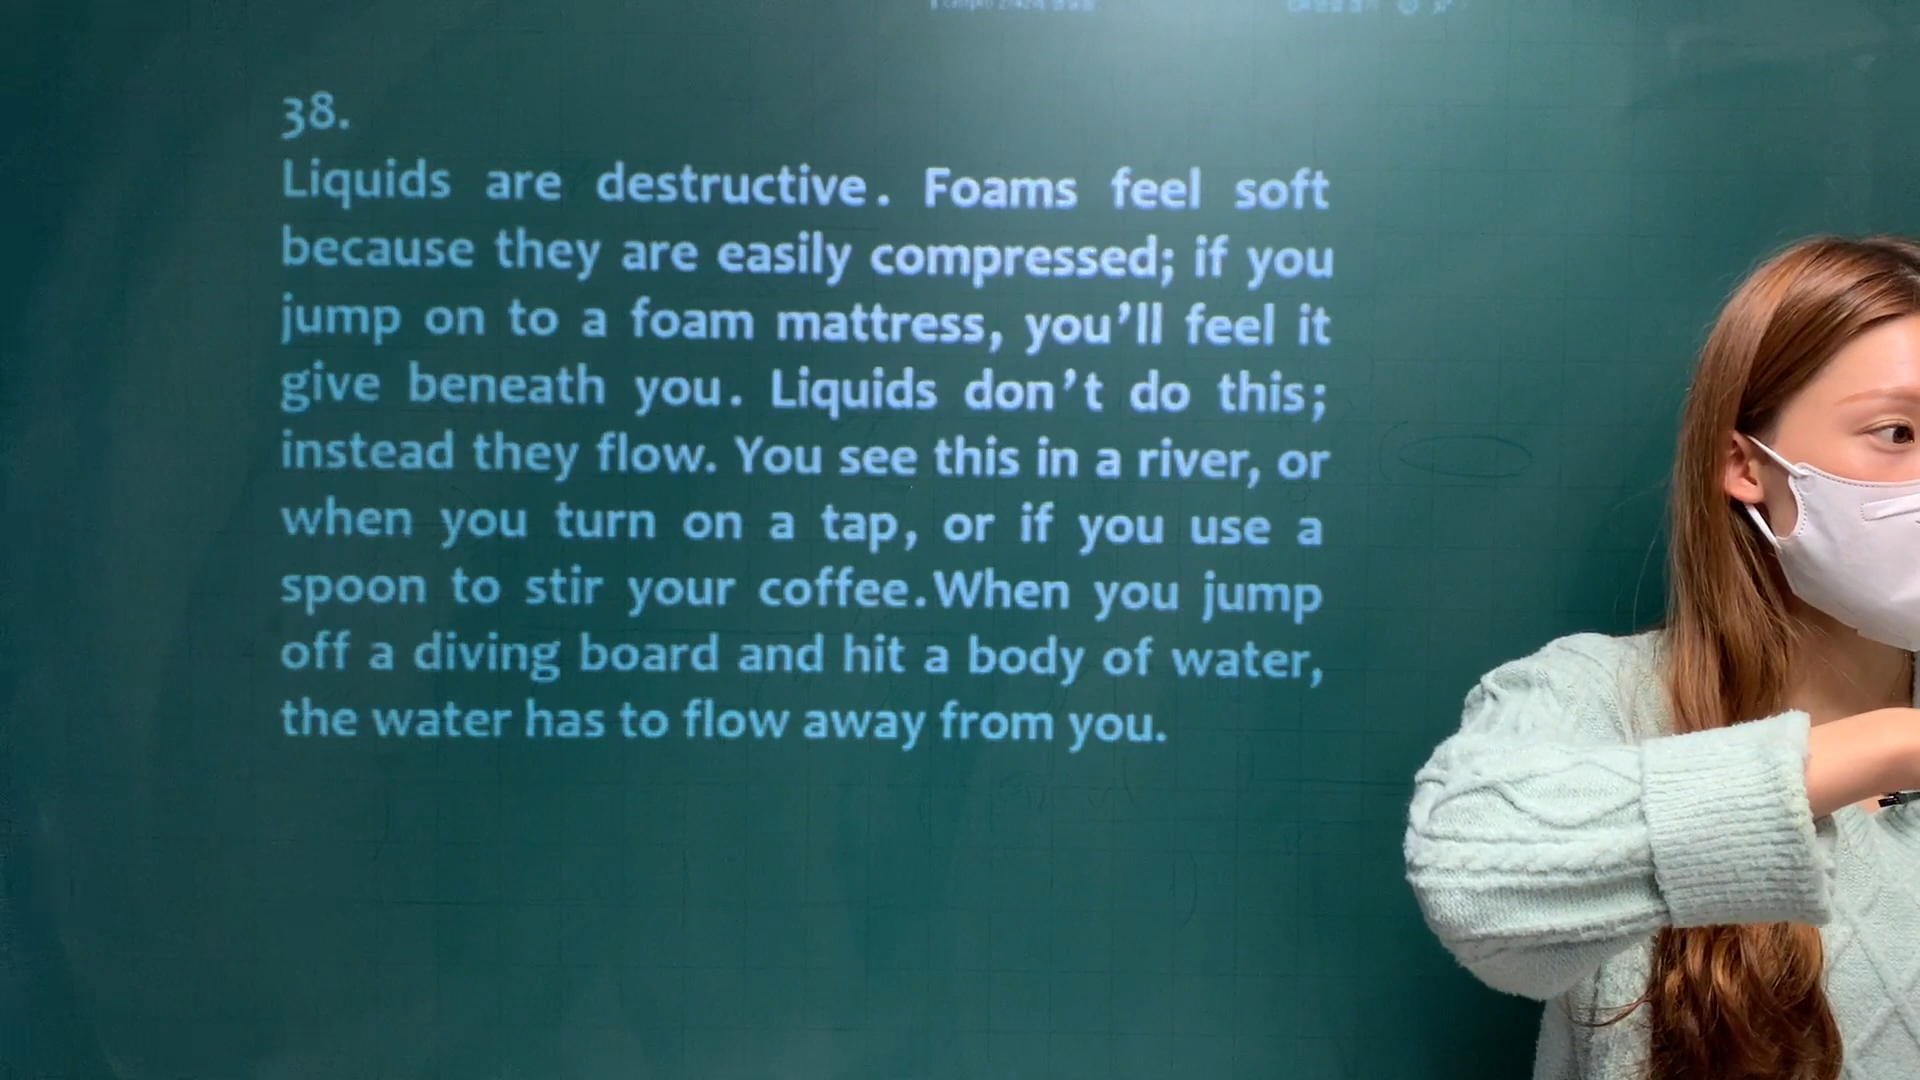 38.
Liquids are destructive. Foams feel soft
because they are easily compressed; if you
jump on to a foam mattress, you’ll feel it
give beneath you. Liquids don’t do this;
instead they flow. You see this in a river, or
when you turn on a tap, or if you use a
spoon to stir your coffee.When you jump
off a diving board and hit a body of water,
the water has to flow away from you.